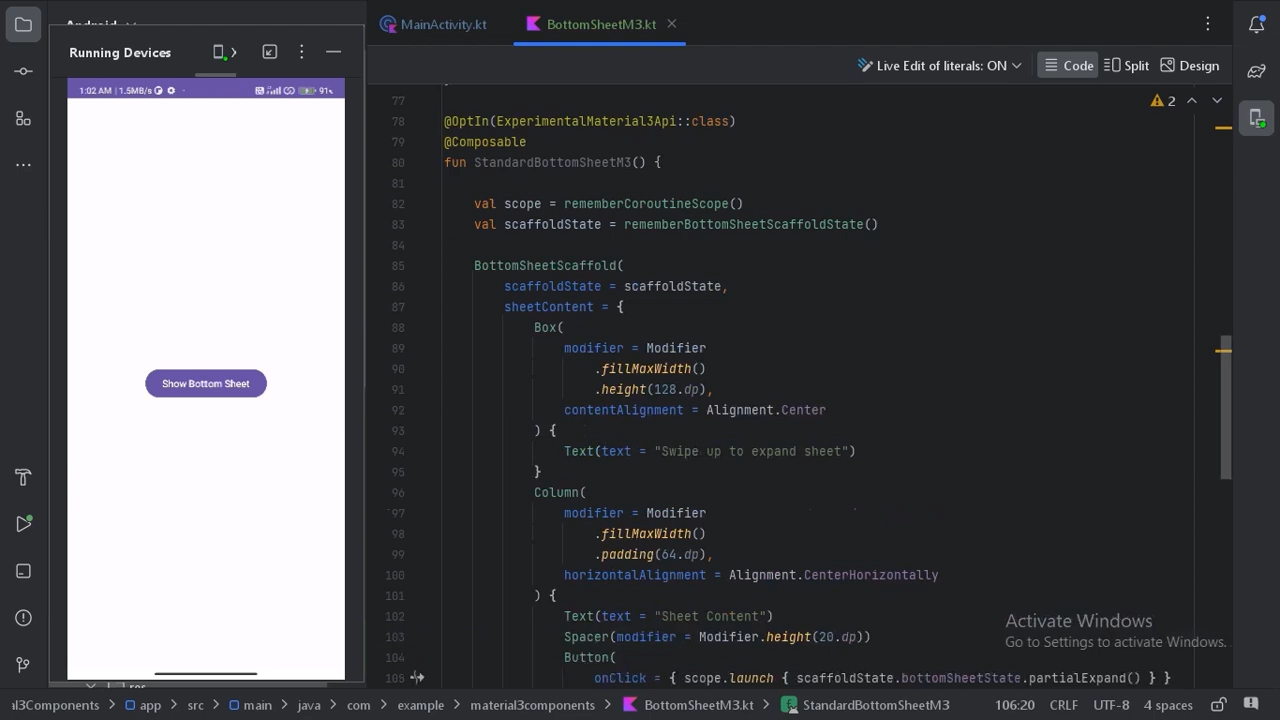 Android
MainActivity.kt
BottomSheetM3.kt
Running Devices
Live Edit of literals: ON
Code
Split
Design
1:02 AM | 1.5MB/s
91
2
77
78 @OptIn(ExperimentalMaterial3Api::class)
79 @Composable
80 fun StandardBottomSheetM3() {
81
82 val scope = rememberCoroutineScope()
83 val scaffoldState = rememberBottomSheetScaffoldState()
84
85 BottomSheetScaffold(
86 scaffoldState = scaffoldState,
87 sheetContent = {
88 Box(
89 modifier = Modifier
90 .fillMaxWidth()
91 .height(128.dp),
92 contentAlignment = Alignment.Center
93 ) {
94 Text(text = "Swipe up to expand sheet")
95 }
96 Column(
97 modifier = Modifier
98 .fillMaxWidth()
99 .padding(64.dp),
100 horizontalAlignment = Alignment.CenterHorizontally
101 ) {
102 Text(text = "Sheet Content")
103 Spacer(modifier = Modifier.height(20.dp))
104 Button(
105 onClick = { scope.launch { scaffoldState.bottomSheetState.partialExpand() } }
Show Bottom Sheet
Activate Windows
Go to Settings to activate Windows.
res
al3Components > app > src > main > java > com > example > material3components > BottomSheetM3.kt > StandardBottomSheetM3
106:20 CRLF UTF-8 4 spaces